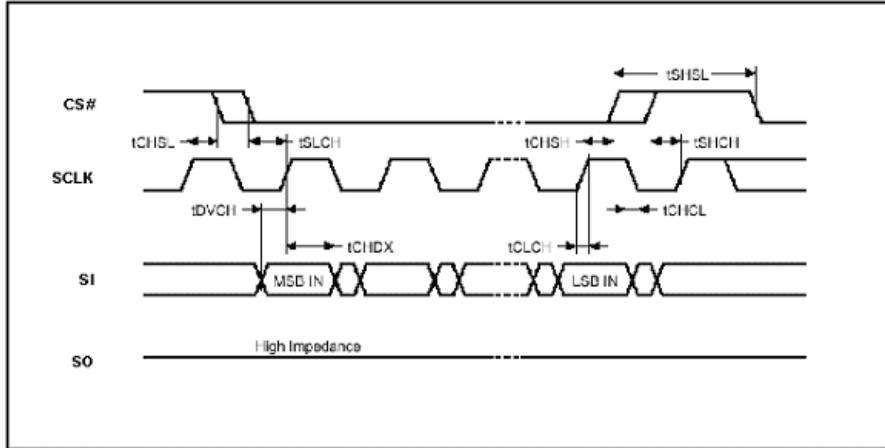 tSHSL
CS#
tCHSL
tSLCH
tCHSH
tSHCH
SCLK
tDVCH
tCHCL
tCHDX
tCLCH
SI
MSB IN
LSB IN
High Impedance
SO